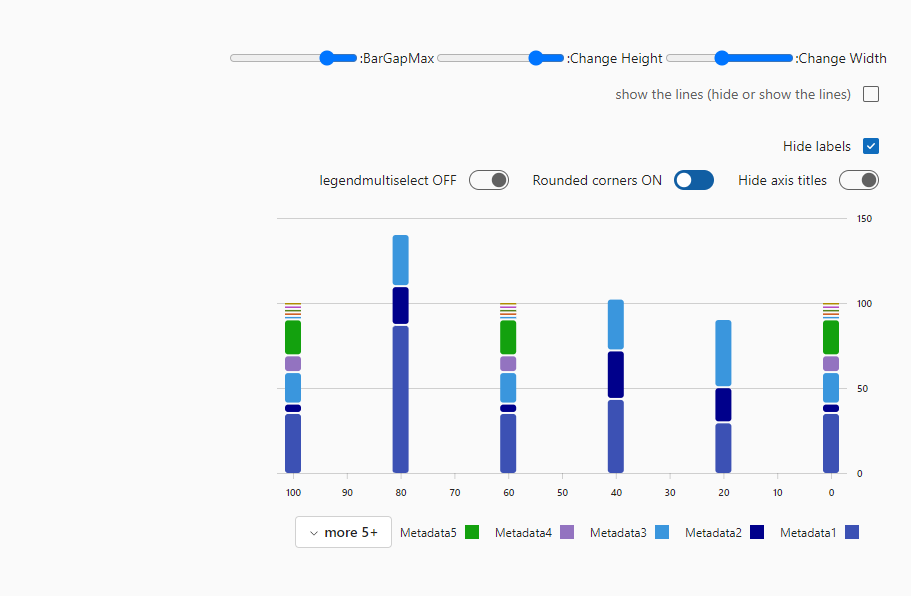 :BarGapMax :Change Height :Change Width
show the lines (hide or show the lines)
Hide labels
legendmultiselect OFF Rounded corners ON Hide axis titles
150
100
50
0
100 90 80 70 60 50 40 30 20 10 0
more 5+ Metadata5 Metadata4 Metadata3 Metadata2 Metadata1